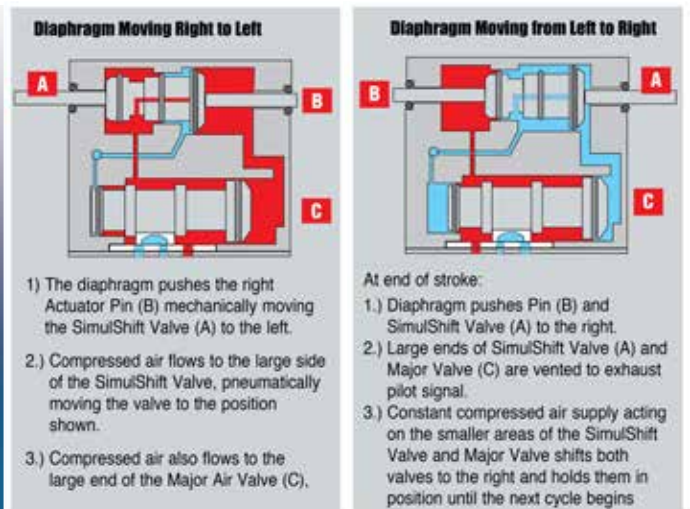 Diaphragm Moving Right to Left
A
B
C
1) The diaphragm pushes the right
Actuator Pin (B) mechanically moving
the SimulShift Valve (A) to the left.
2.) Compressed air flows to the large side
of the SimulShift Valve, pneumatically
moving the valve to the position
shown.
3.) Compressed air also flows to the
large end of the Major Air Valve (C),
Diaphragm Moving from Left to Right
B
A
C
At end of stroke:
1.) Diaphragm pushes Pin (B) and
SimulShift Valve (A) to the right.
2.) Large ends of SimulShift Valve (A) and
Major Valve (C) are vented to exhaust
pilot signal.
3.) Constant compressed air supply acting
on the smaller areas of the SimulShift
Valve and Major Valve shifts both
valves to the right and holds them in
position until the next cycle begins